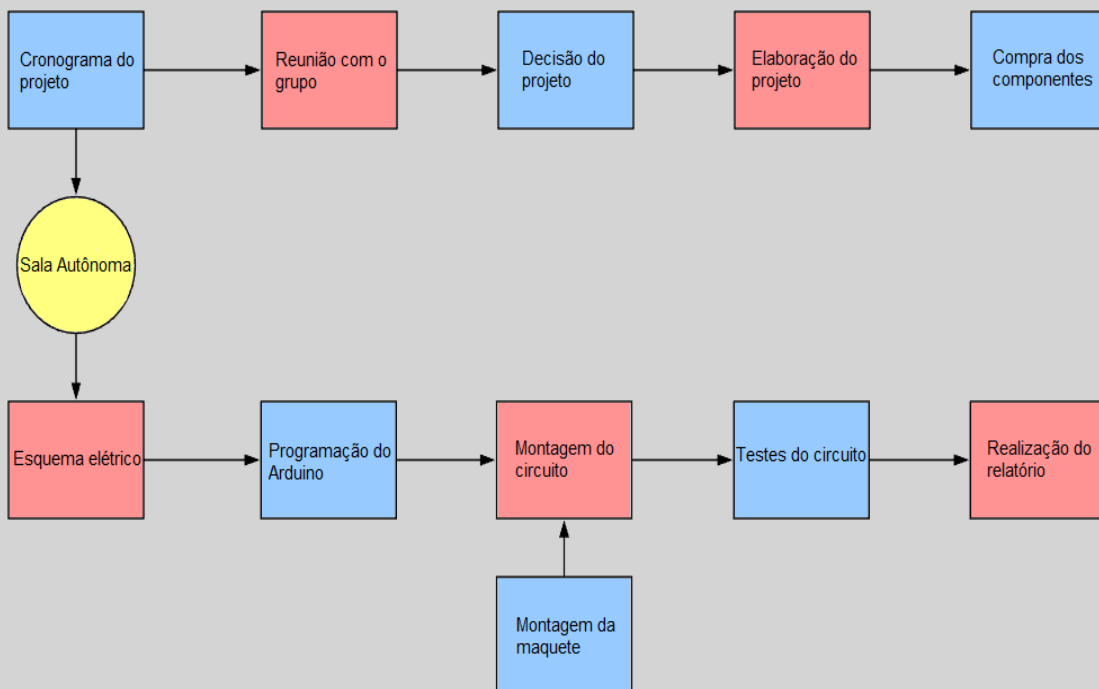 Cronograma do
projeto
Reunião com o
grupo
Decisão do
projeto
Elaboração do
projeto
Compra dos
componentes
Sala Autônoma
Esquema elétrico
Programação do
Arduino
Montagem do
circuito
Testes do circuito
Realização do
relatório
Montagem da
maquete